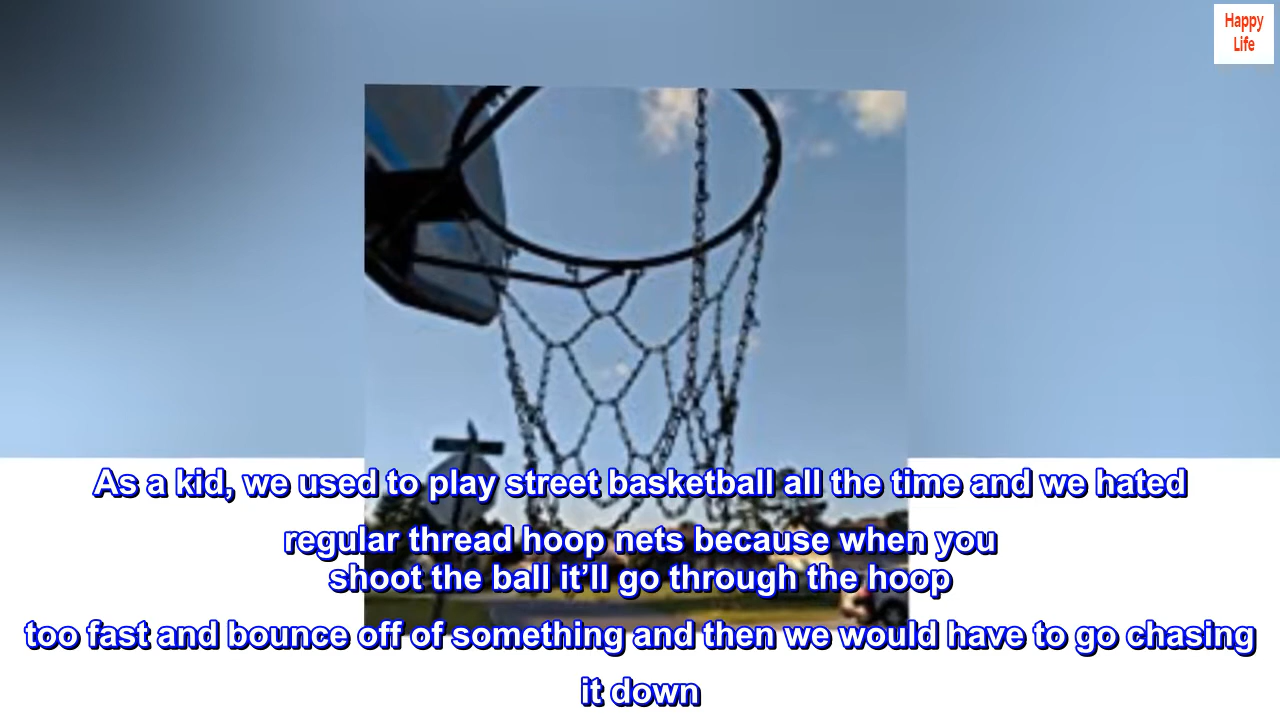 Happy
Life
As a kid, we used to play street basketball all the time and we hated
regular thread hoop nets because when you
shoot the ball it’ll go through the hoop
too fast and bounce off of something and then we would have to go chasing
it down